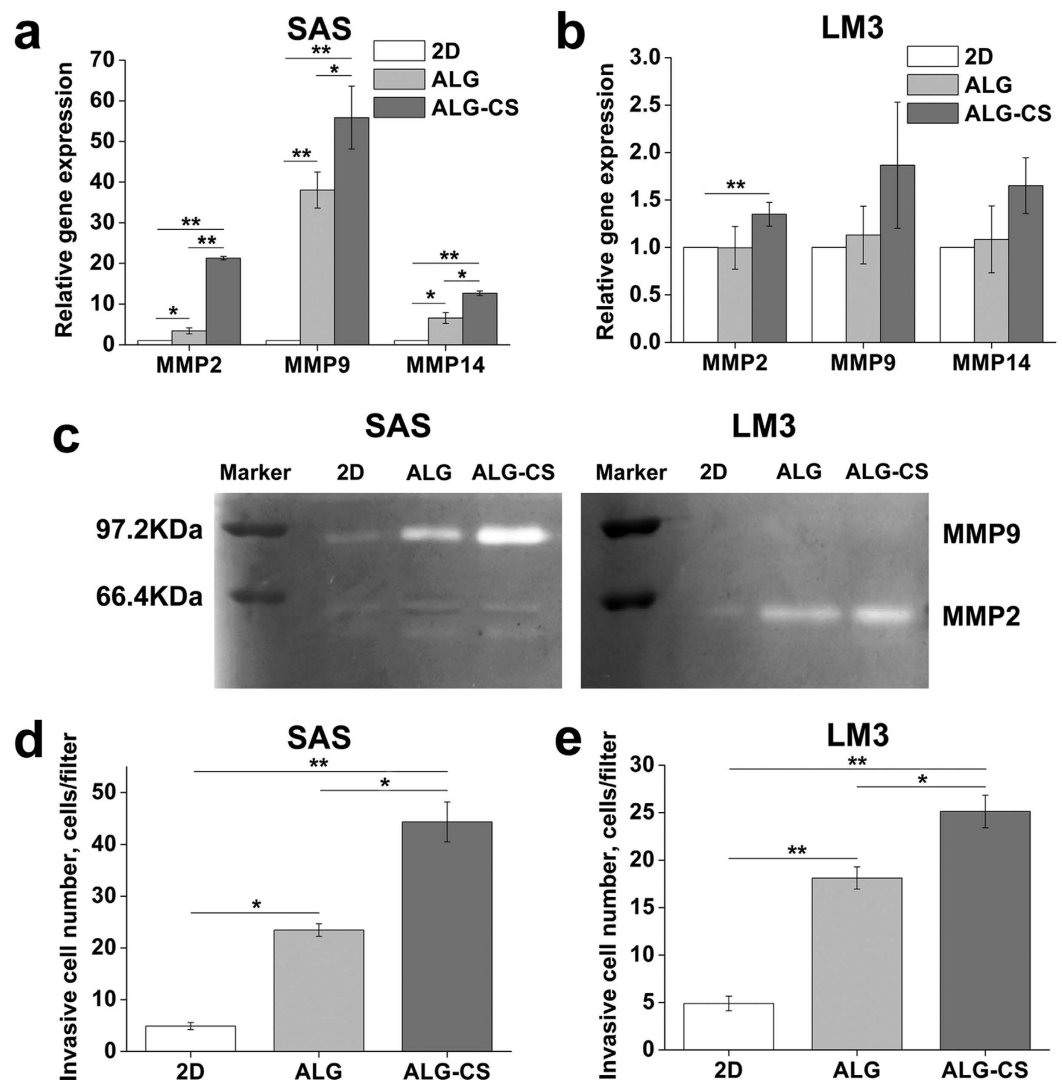 a
SAS
2D
ALG
ALG-CS
Relative gene expression
70
60
50
40
30
20
10
0
**
*
**
**
**
*
**
*
*
MMP2
MMP9
MMP14
b
LM3
2D
ALG
ALG-CS
Relative gene expression
3.0
2.5
2.0
1.5
1.0
0.5
0.0
**
MMP2
MMP9
MMP14
c
SAS
LM3
Marker 2D ALG ALG-CS
Marker 2D ALG ALG-CS
97.2KDa
66.4KDa
MMP9
MMP2
d
SAS
Invasive cell number, cells/filter
50
40
30
20
10
0
**
*
*
2D
ALG
ALG-CS
e
LM3
Invasive cell number, cells/filter
30
25
20
15
10
5
0
**
*
**
2D
ALG
ALG-CS